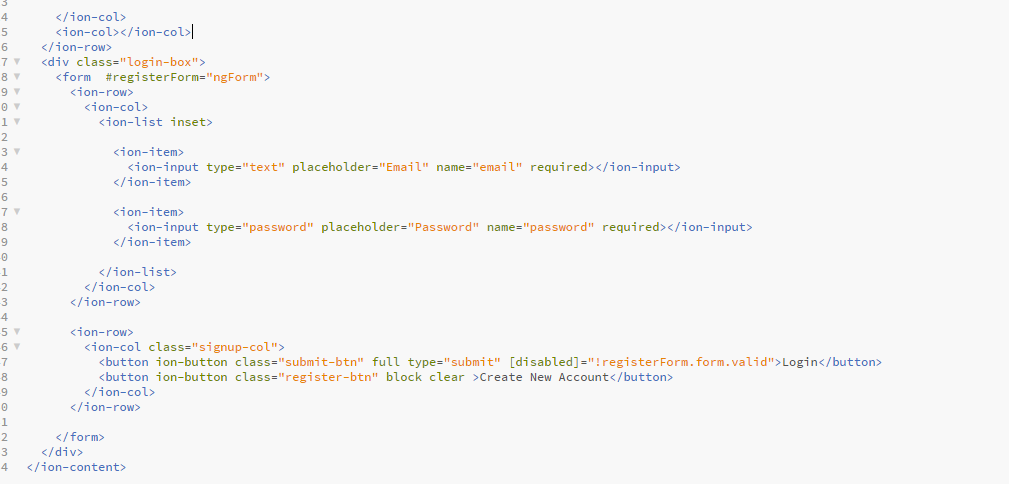 3
4 </ion-col>
5 <ion-col></ion-col>
6 </ion-row>
7 <div class="login-box">
8 <form  #registerForm="ngForm">
9 <ion-row>
0 <ion-col>
1 <ion-list inset>
2
3 <ion-item>
4 <ion-input type="text" placeholder="Email" name="email" required></ion-input>
5 </ion-item>
6
7 <ion-item>
8 <ion-input type="password" placeholder="Password" name="password" required></ion-input>
9 </ion-item>
0
1 </ion-list>
2 </ion-col>
3 </ion-row>
4
5 <ion-row>
6 <ion-col class="signup-col">
7 <button ion-button class="submit-btn" full type="submit" [disabled]="!registerForm.form.valid">Login</button>
8 <button ion-button class="register-btn" block clear >Create New Account</button>
9 </ion-col>
0 </ion-row>
1
2 </form>
3 </div>
4 </ion-content>